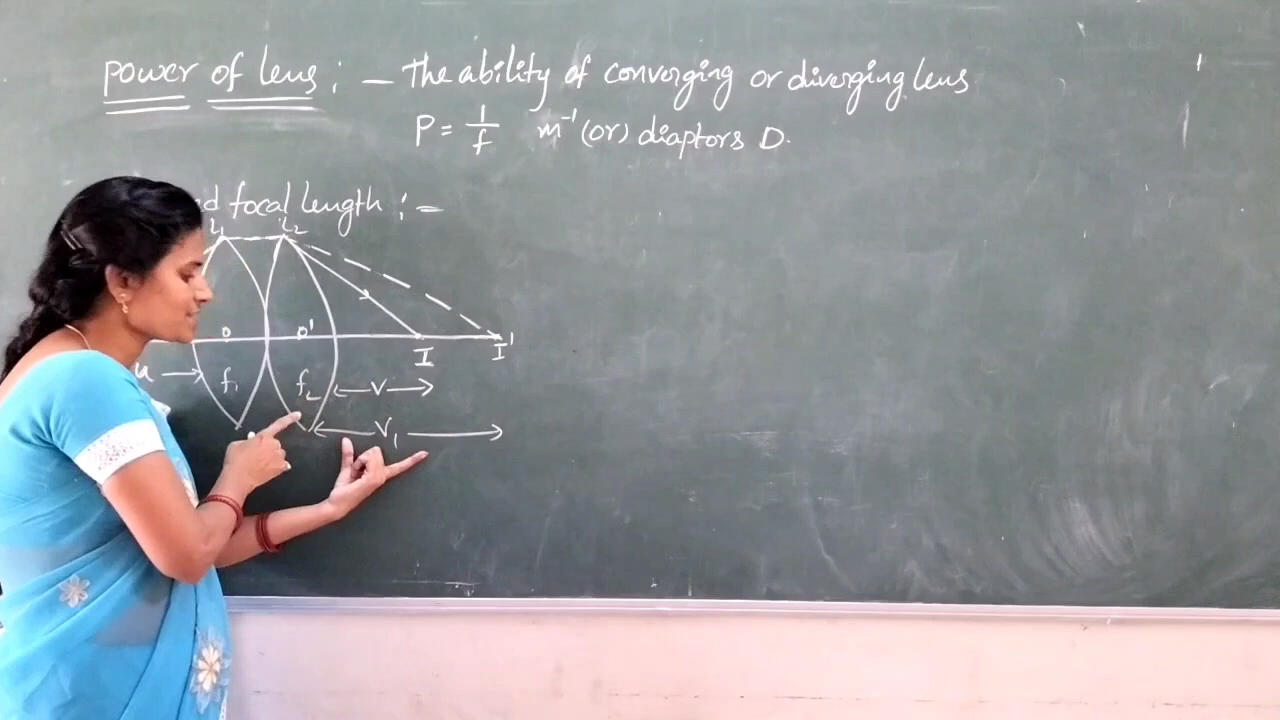 power of lens : – The ability of converging or diverging lens
P = 1/f m⁻¹ (or) diaptors D.
focal length : –
L₁ L₂
O O'
I I'
u f₁ f₂ v
v₁